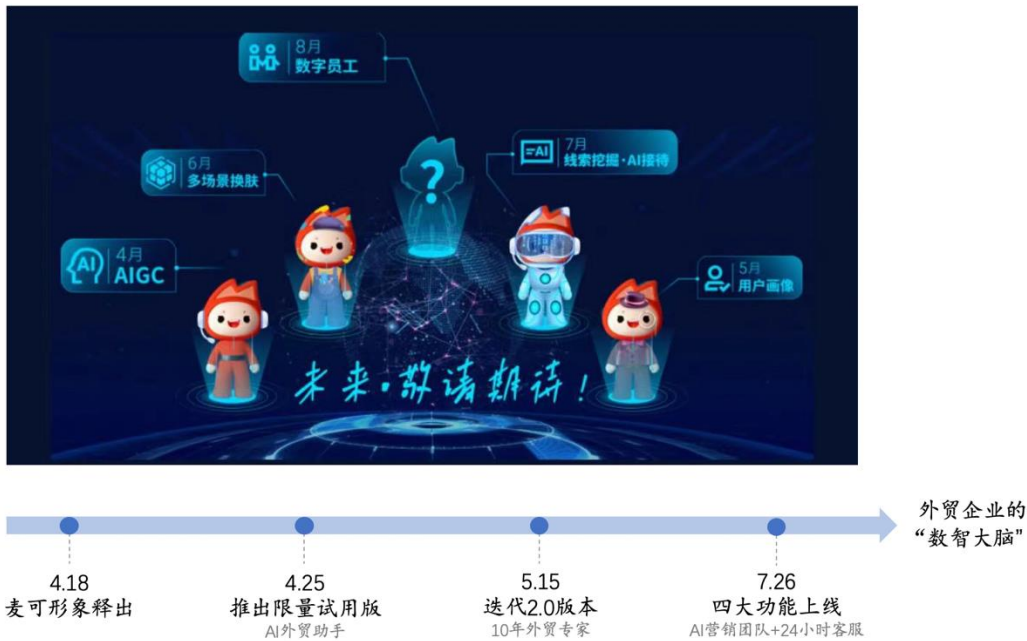 8月
数字员工
7月
=AI
线索挖掘·AI接待
6月
多场景换肤
?
4月
AI
AIGC
5月
用户画像
未来·敬请期待!
外贸企业的
“数智大脑”
4.18
麦可形象释出
4.25
推出限量试用版
AI外贸助手
5.15
迭代2.0版本
10年外贸专家
7.26
四大功能上线
AI营销团队+24小时客服